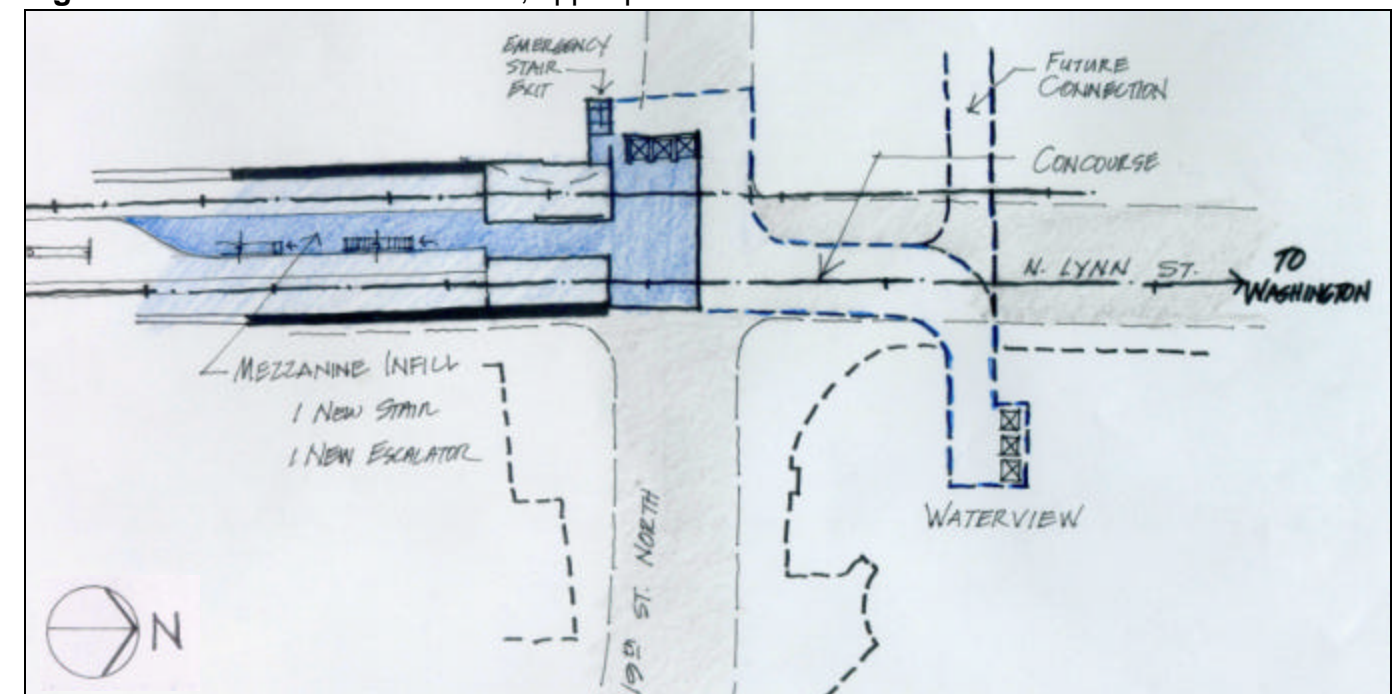 EMERGENCY
STAIR
EXIT
FUTURE
CONNECTION
CONCOURSE
N. LYNN ST.
TO
WASHINGTON
MEZZANINE INFILL
1 NEW STAIR
1 NEW ESCALATOR
WATERVIEW
19th ST. NORTH
N